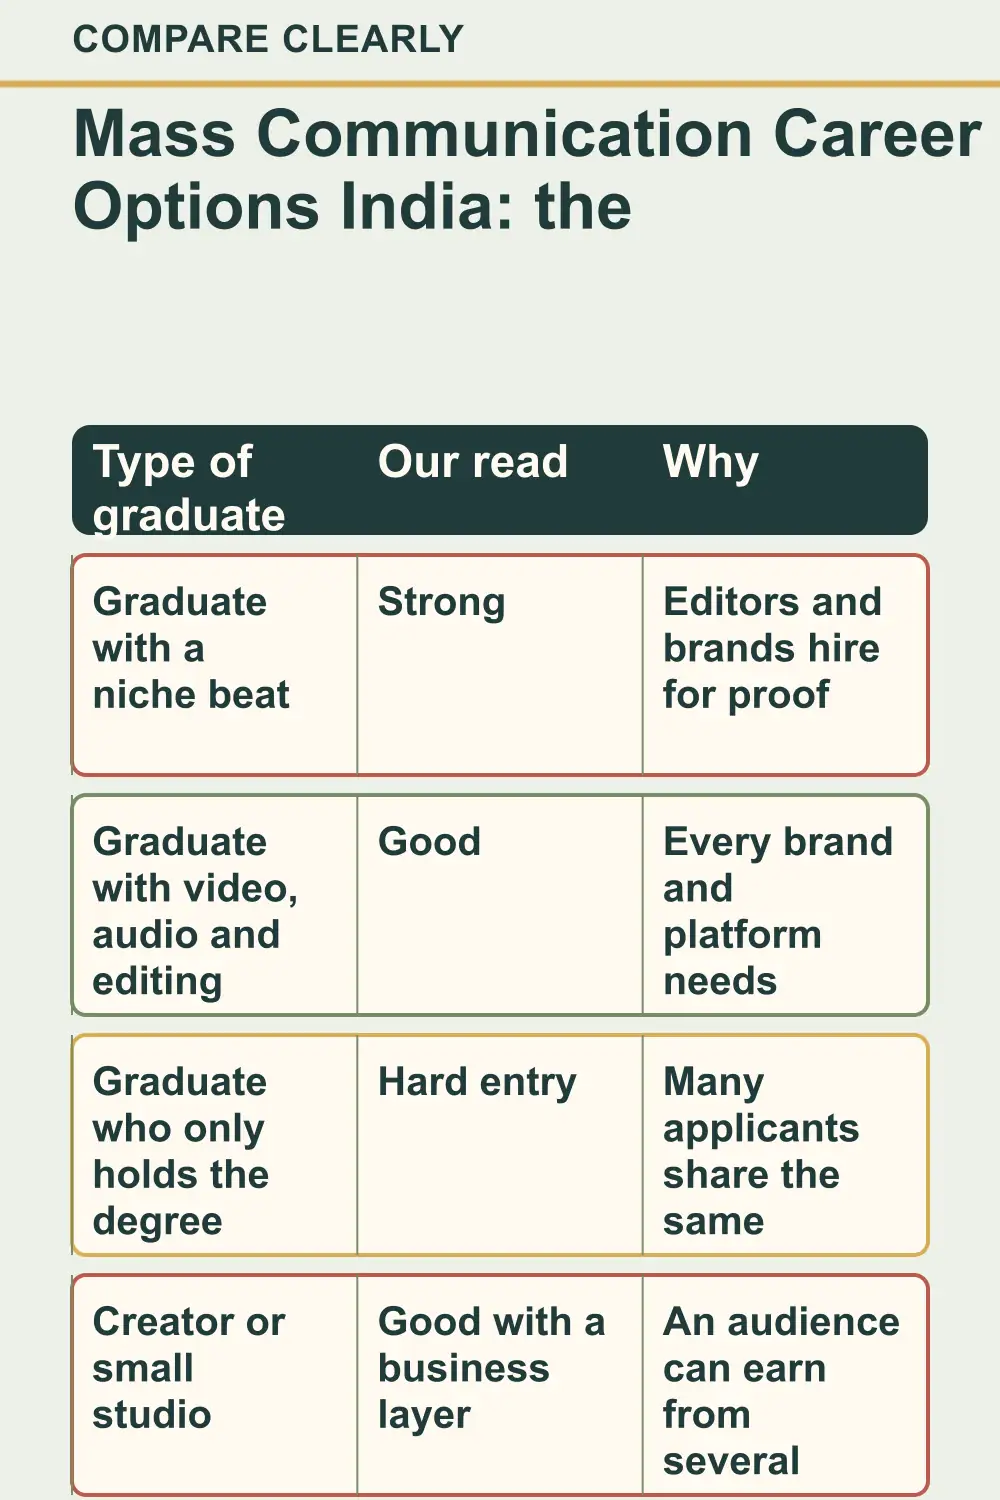 COMPARE CLEARLY
Mass Communication Career
Options India: the
Type of
graduate
Our read
Why
Graduate
with a
niche beat
Strong
Editors and
brands hire
for proof
Graduate
with video,
audio and
editing
Good
Every brand
and
platform
needs
Graduate
who only
holds the
degree
Hard entry
Many
applicants
share the
same
Creator or
small
studio
Good with a
business
layer
An audience
can earn
from
several